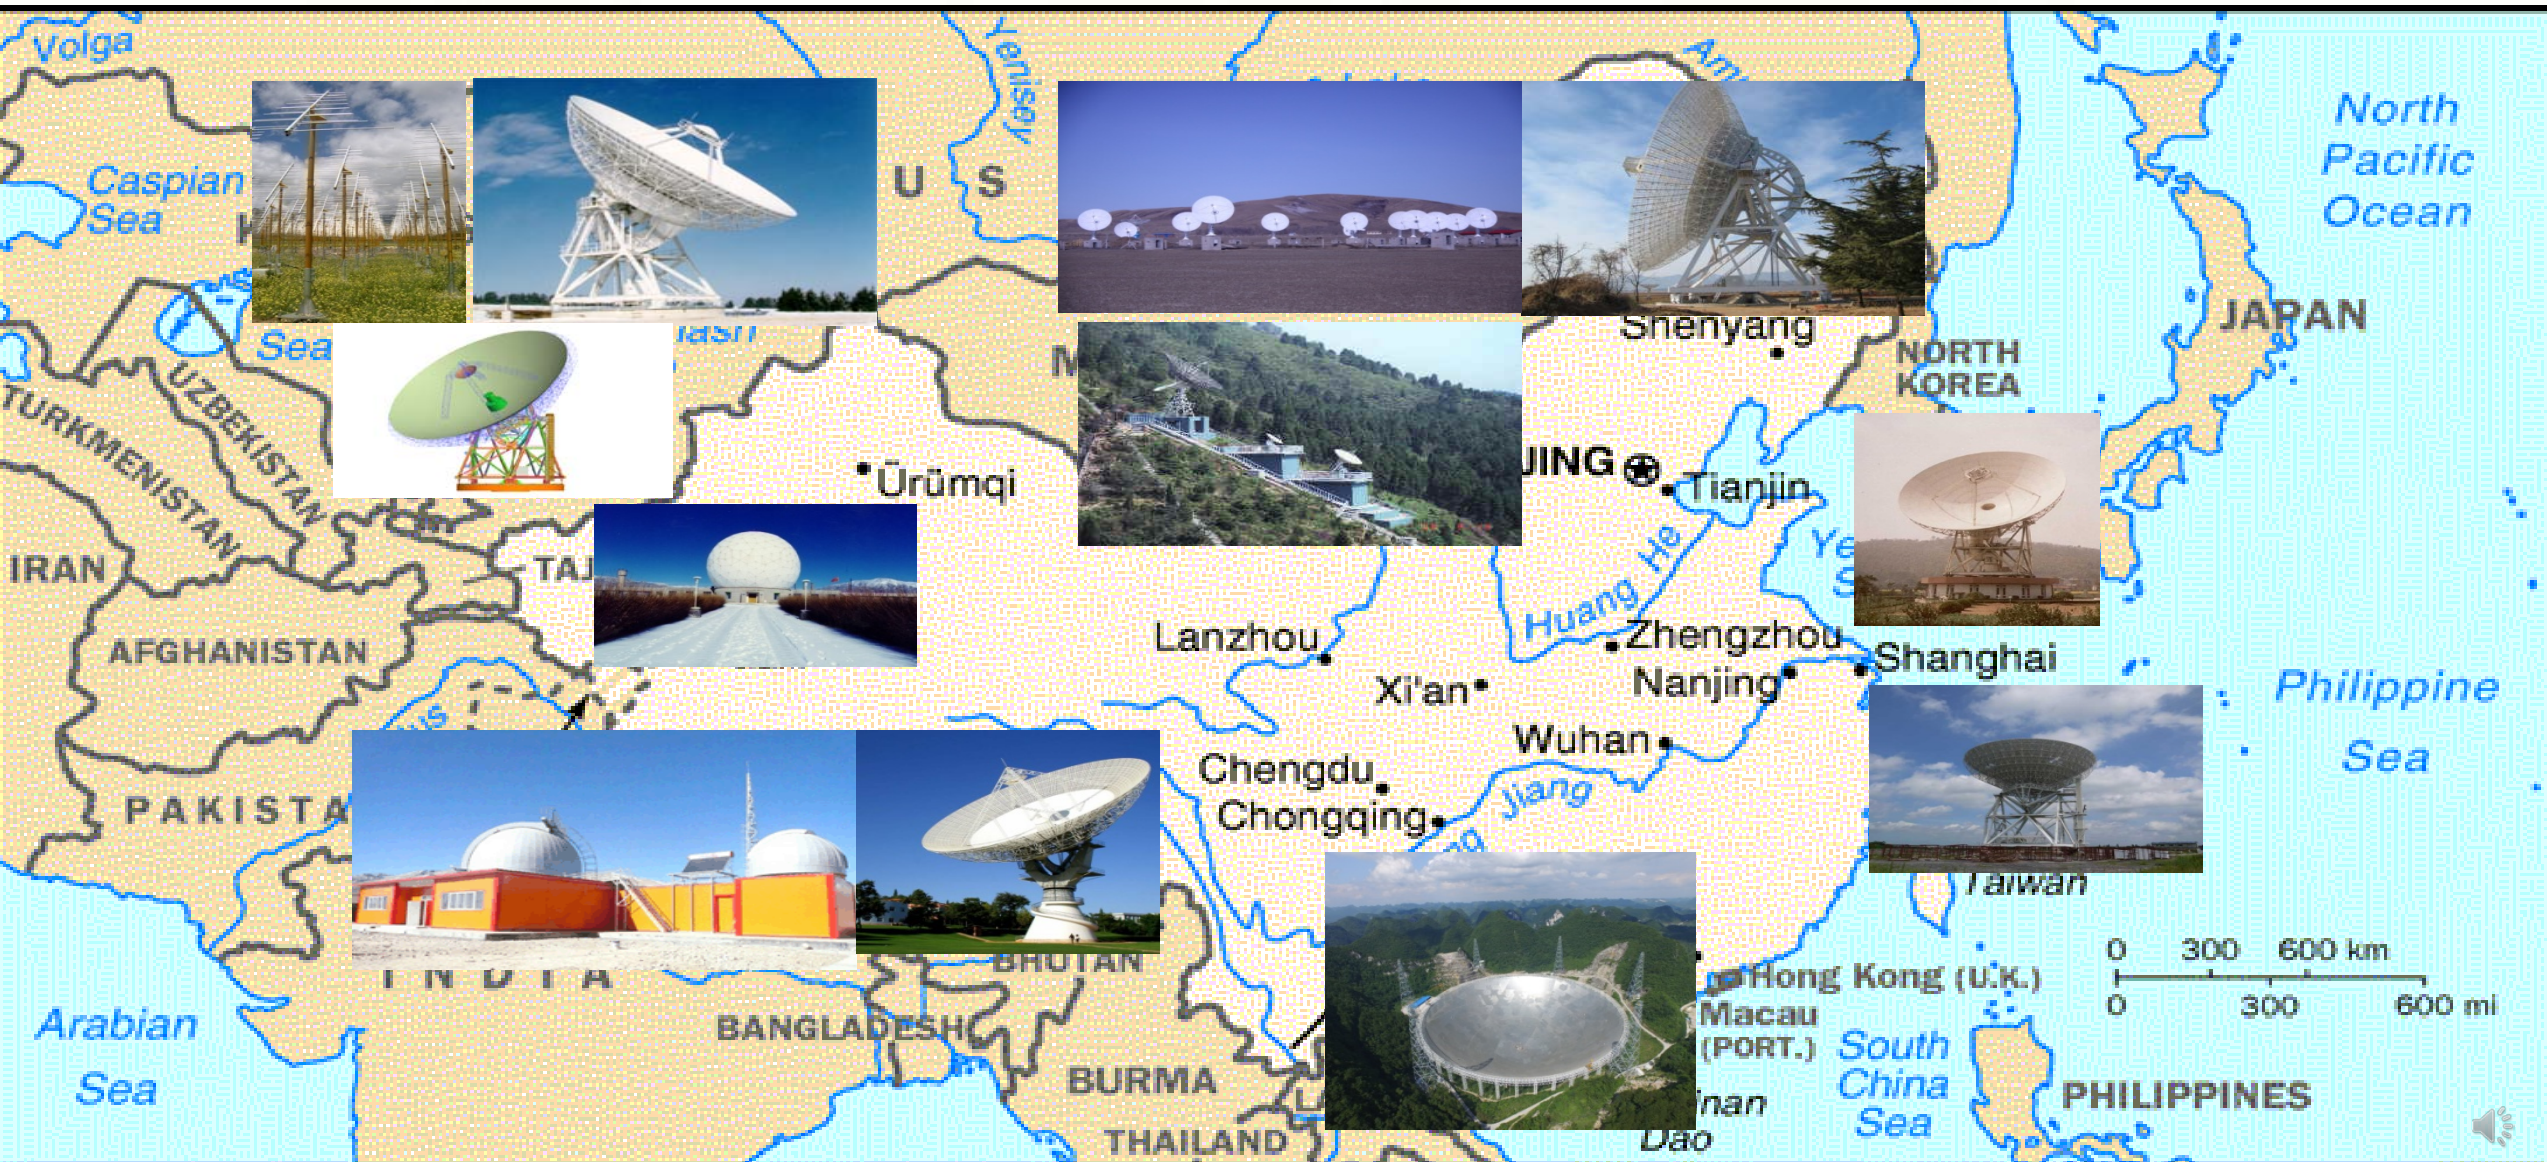 Volga
Yenisey
North
Pacific
Ocean
Caspian
Sea
U S
JAPAN
Shenyang
Sea
NORTH
KOREA
UZBEKISTAN
TURKMENISTAN
JING
Ürümqi
Tianjin
IRAN
TAJ
Huang He
AFGHANISTAN
Lanzhou
Zhengzhou
Shanghai
Xi'an
Nanjing
Philippine
Sea
Wuhan
Chengdu
Jiang
Chongqing
PAKISTA
Taiwan
0 300 600 km
0 300 600 mi
INDIA
BHUTAN
Hong Kong (U.K.)
Macau
(PORT.)
Arabian
Sea
BANGLADESH
South
China
Sea
BURMA
PHILIPPINES
THAILAND
inan
Dao